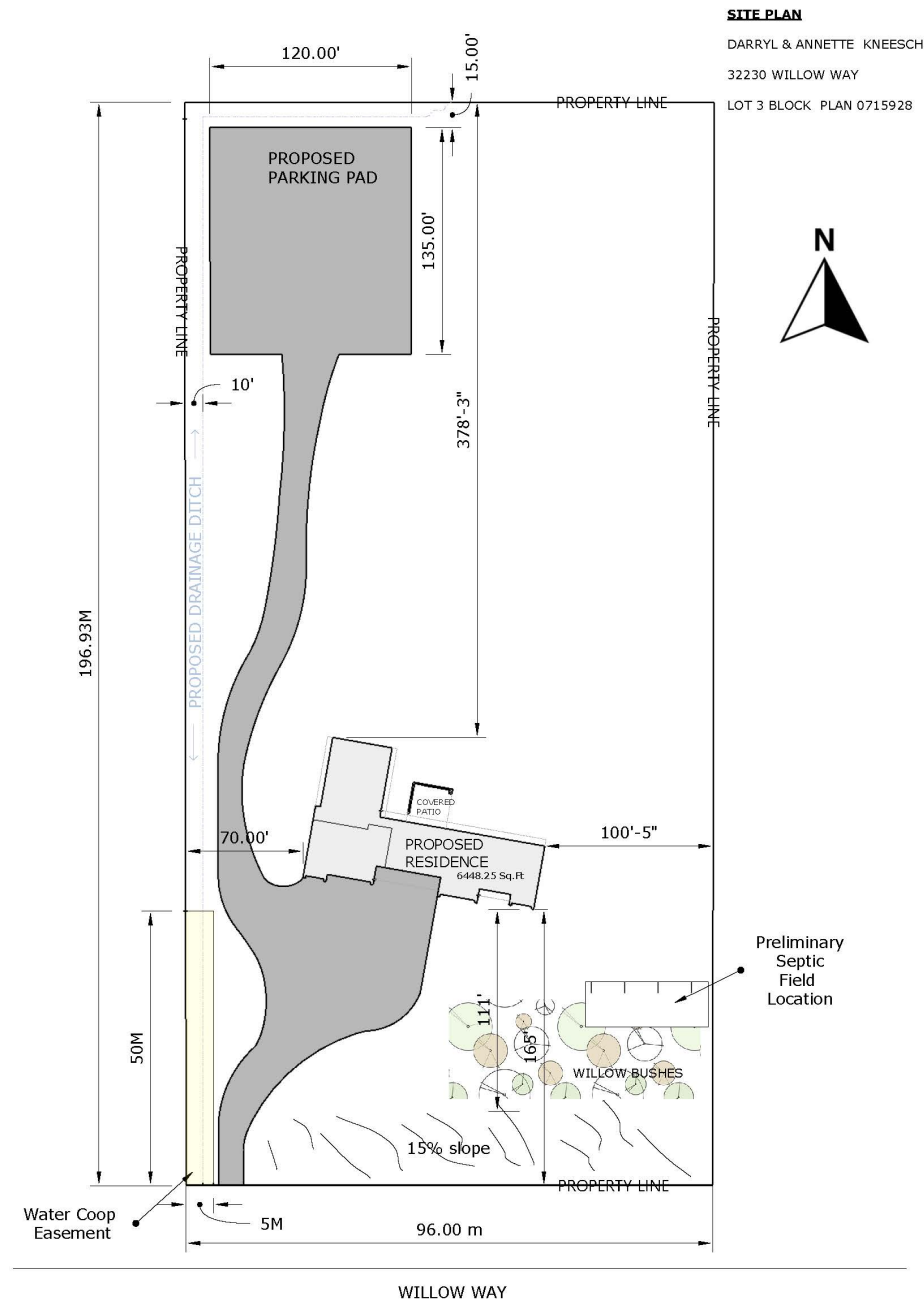 SITE PLAN
DARRYL & ANNETTE KNEESCH
32230 WILLOW WAY
LOT 3 BLOCK PLAN 0715928
120.00'
15.00'
PROPERTY LINE
PROPOSED
PARKING PAD
135.00'
N
PROPERTY LINE
PROPERTY LINE
10'
378'-3"
PROPOSED DRAINAGE DITCH
196.93M
COVERED
PATIO
70.00'
PROPOSED
RESIDENCE
6448.25 Sq.Ft
100'-5"
Preliminary
Septic
Field
Location
111'
165'
50M
WILLOW BUSHES
15% slope
PROPERTY LINE
Water Coop
Easement
5M
96.00 m
WILLOW WAY